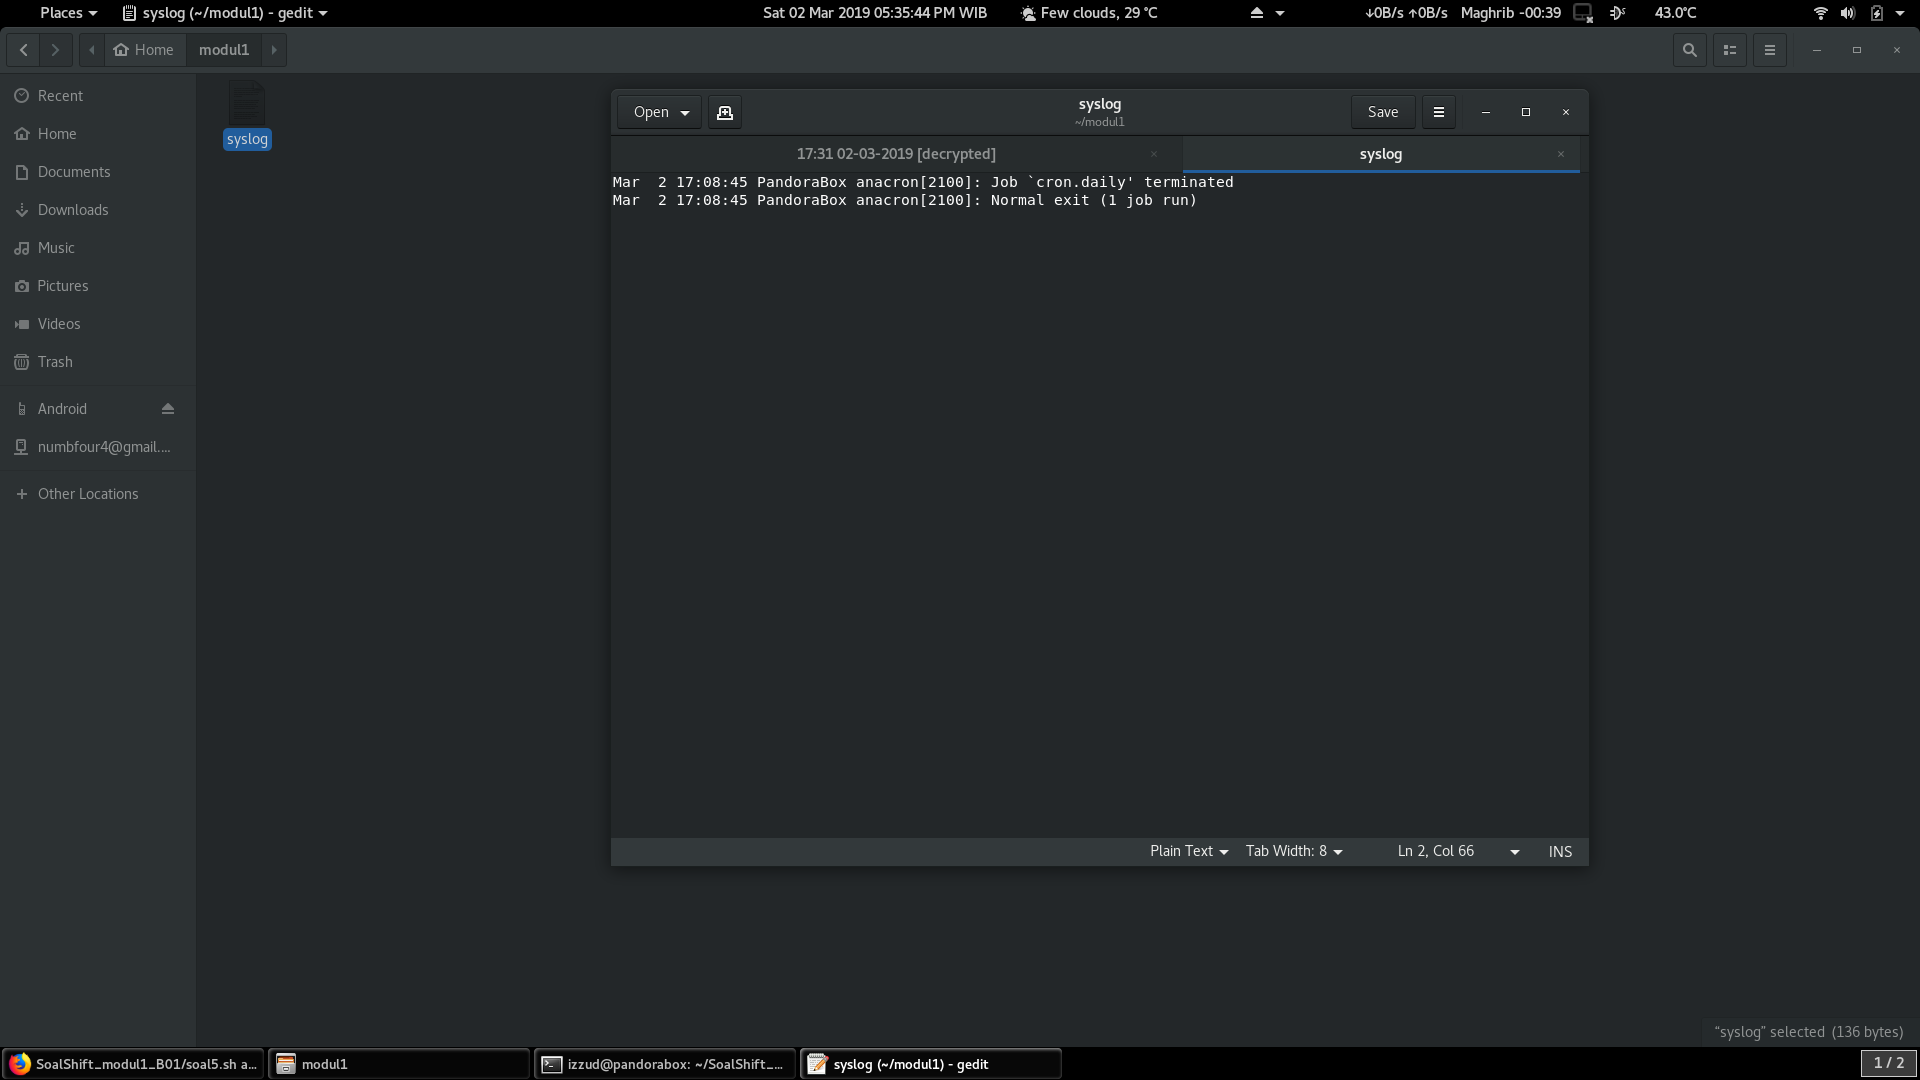 Places
syslog (~/modul1) - gedit
Sat 02 Mar 2019 05:35:44 PM WIB
Few clouds, 29 °C
↓0B/s ↑0B/s
Maghrib -00:39
43.0°C
Home
modul1
Recent
Home
Documents
Downloads
Music
Pictures
Videos
Trash
Android
numbfour4@gmail....
+ Other Locations
syslog
Open
syslog
~/modul1
Save
17:31 02-03-2019 [decrypted]
syslog
Mar  2 17:08:45 PandoraBox anacron[2100]: Job `cron.daily' terminated
Mar  2 17:08:45 PandoraBox anacron[2100]: Normal exit (1 job run)
Plain Text
Tab Width: 8
Ln 2, Col 66
INS
“syslog” selected (136 bytes)
SoalShift_modul1_B01/soal5.sh a...
modul1
izzud@pandorabox: ~/SoalShift_...
syslog (~/modul1) - gedit
1 / 2